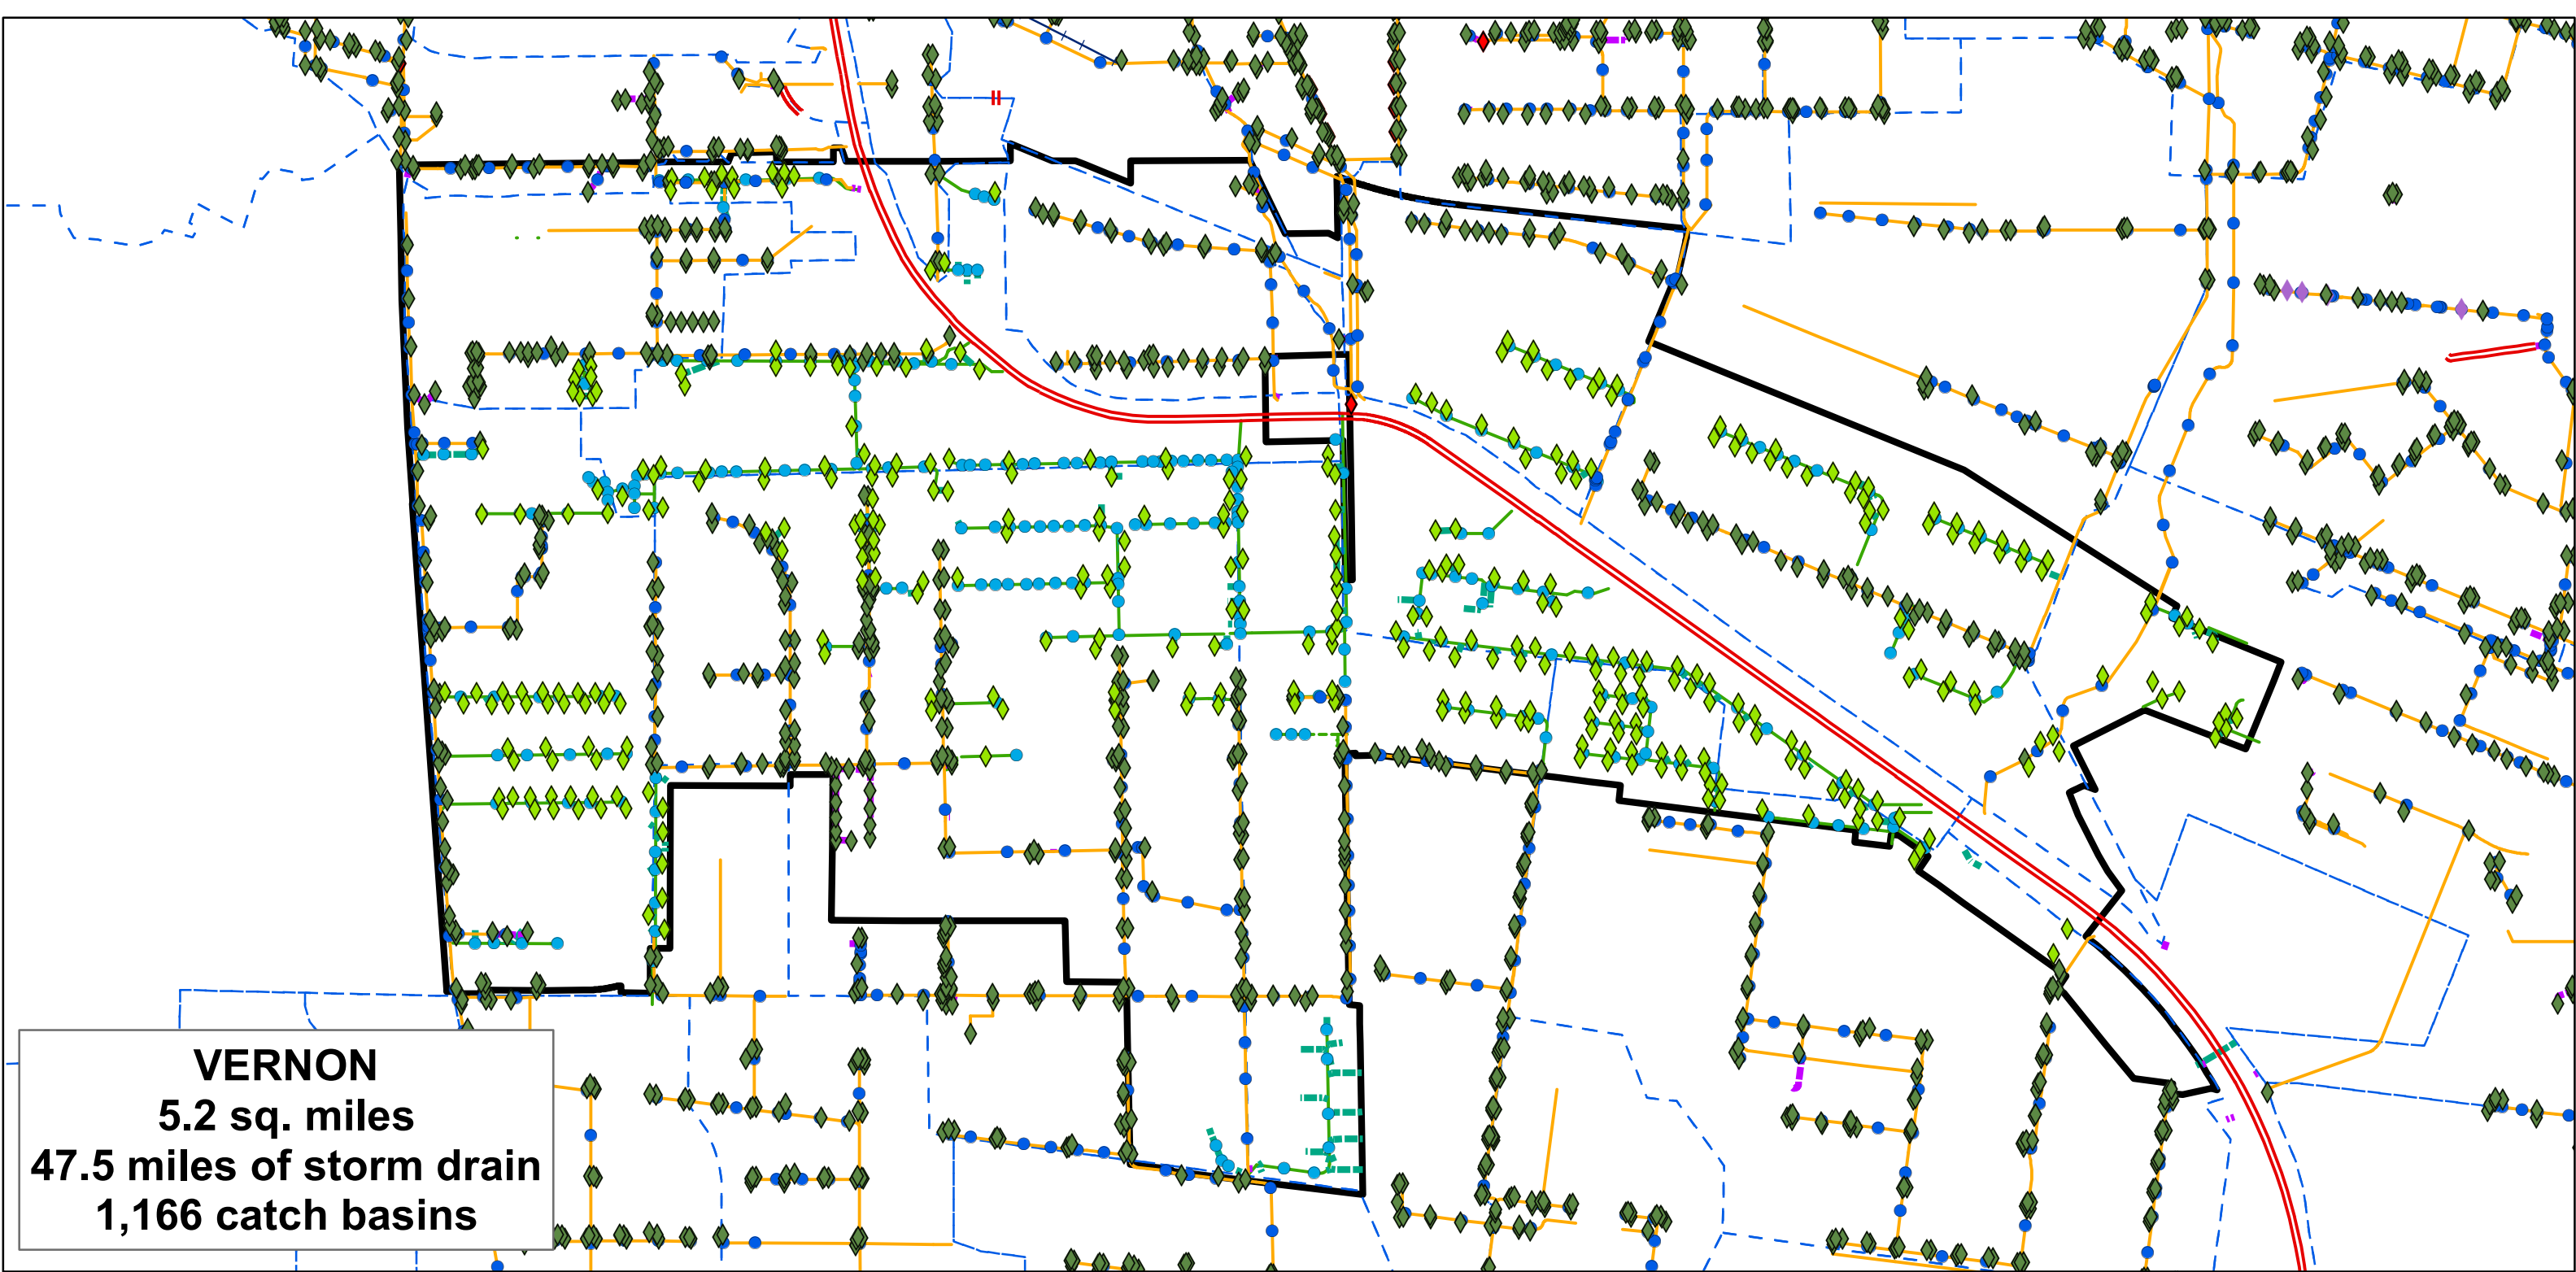 VERNON
5.2 sq. miles
47.5 miles of storm drain
1,166 catch basins